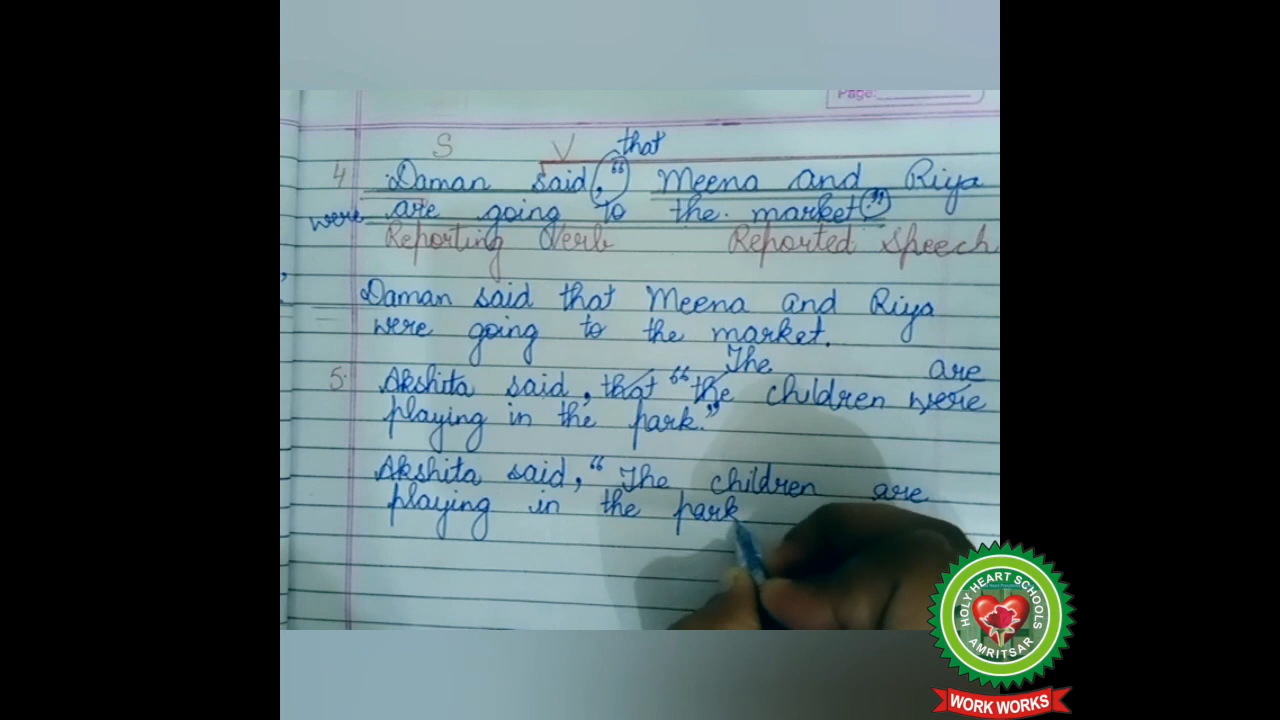 Page:
S V that
4 Daman said, “ Meena and Riya
were are going to the market ”
Reporting Verb Reported Speech
Daman said that Meena and Riya
were going to the market.
The are
5. Akshita said, that “ the children were
playing in the park.”
Akshita said, “ The children are
playing in the park
HOLY HEART SCHOOLS
AMRITSAR
WORK WORKS